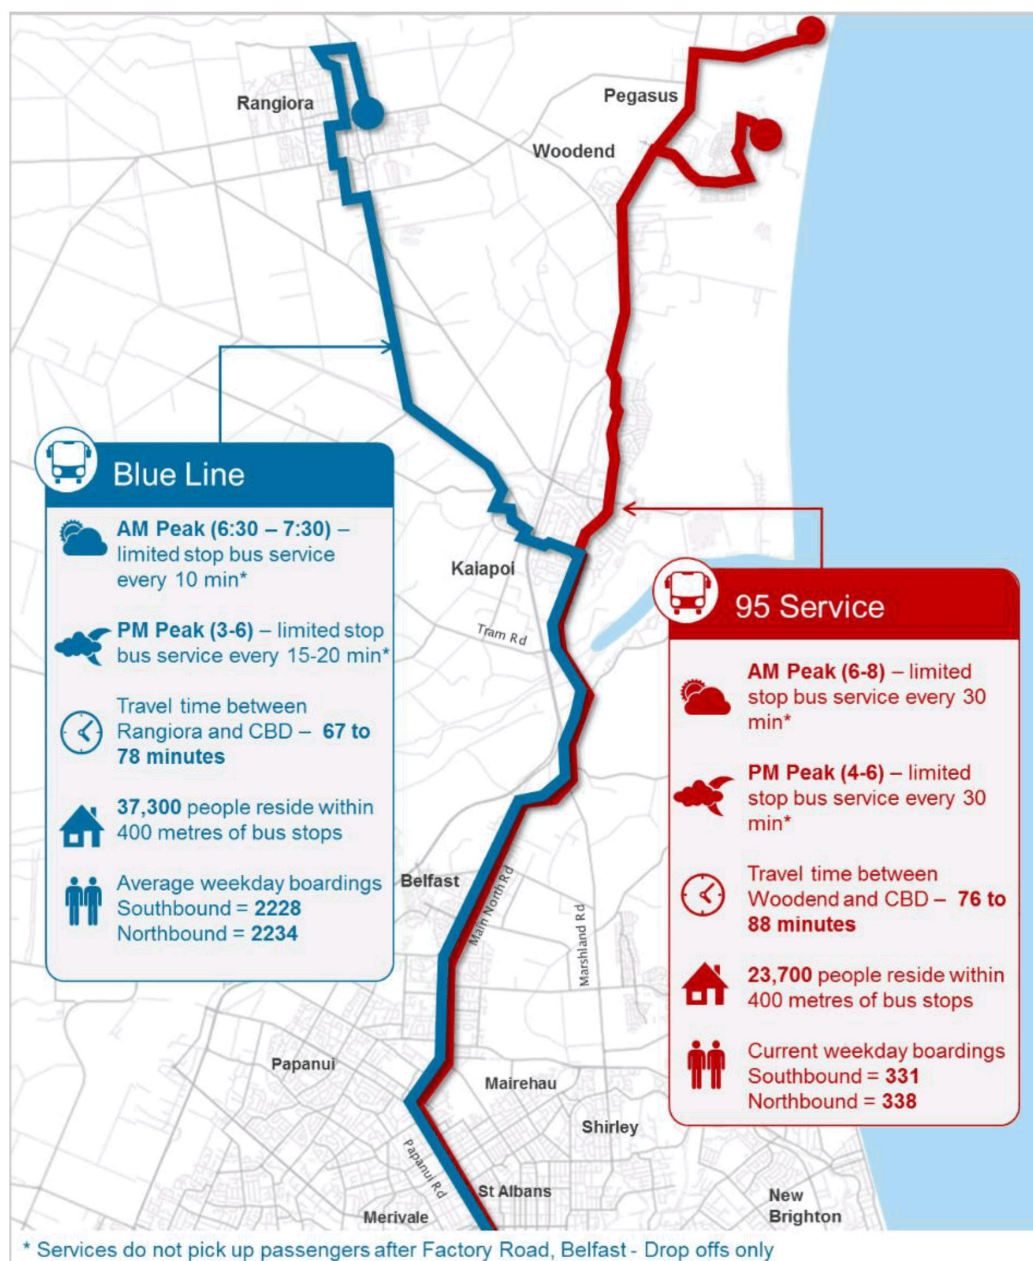 Rangiora
Pegasus
Woodend
Blue Line
AM Peak (6:30 – 7:30) –
limited stop bus service
every 10 min*
PM Peak (3-6) – limited stop
bus service every 15-20 min*
Travel time between
Rangiora and CBD – 67 to
78 minutes
37,300 people reside within
400 metres of bus stops
Average weekday boardings
Southbound = 2228
Northbound = 2234
Kaiapoi
Tram Rd
95 Service
AM Peak (6-8) – limited
stop bus service every 30
min*
PM Peak (4-6) – limited
stop bus service every 30
min*
Travel time between
Woodend and CBD – 76 to
88 minutes
23,700 people reside within
400 metres of bus stops
Current weekday boardings
Southbound = 331
Northbound = 338
Belfast
Main North Rd
Marshland Rd
Papanui
Mairehau
Shirley
Papanui Rd
St Albans
Merivale
New
Brighton
* Services do not pick up passengers after Factory Road, Belfast - Drop offs only